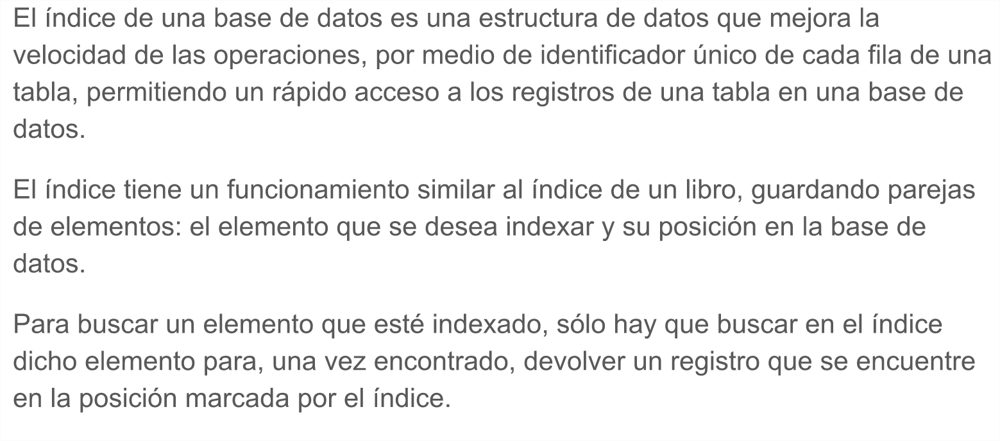 El índice de una base de datos es una estructura de datos que mejora la
velocidad de las operaciones, por medio de identificador único de cada fila de una
tabla, permitiendo un rápido acceso a los registros de una tabla en una base de
datos.
El índice tiene un funcionamiento similar al índice de un libro, guardando parejas
de elementos: el elemento que se desea indexar y su posición en la base de
datos.
Para buscar un elemento que esté indexado, sólo hay que buscar en el índice
dicho elemento para, una vez encontrado, devolver un registro que se encuentre
en la posición marcada por el índice.